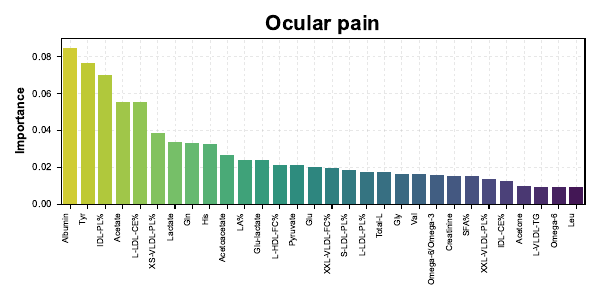 Ocular pain
Importance
0.08
0.06
0.04
0.02
0.00
Albumin
Tyr
IDL-PL%
Acetate
L-LDL-CE%
XS-VLDL-PL%
Lactate
Gln
His
Acetoacetate
LA%
Glu-lactate
L-HDL-FC%
Pyruvate
Glu
XXL-VLDL-FC%
S-LDL-PL%
L-LDL-PL%
Total-L
Gly
Val
Omega-6/Omega-3
Creatinine
SFA%
XXL-VLDL-PL%
IDL-CE%
Acetone
L-VLDL-TG
Omega-6
Leu